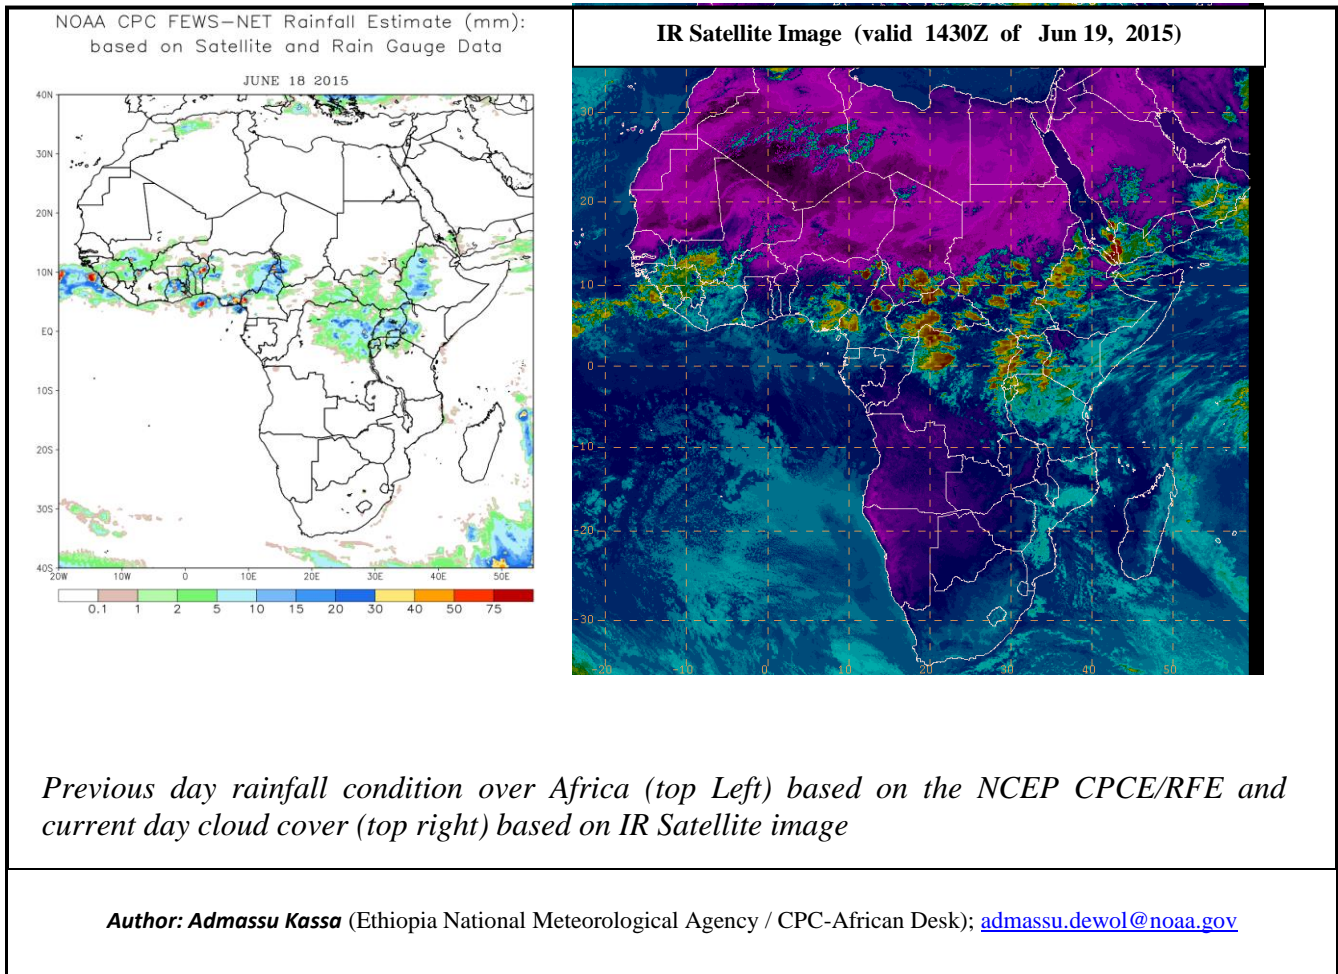 NOAA CPC FEWS-NET Rainfall Estimate (mm):
based on Satellite and Rain Gauge Data
JUNE 18 2015
40N
30N
20N
10N
EQ
10S
20S
30S
40S
20W 10W 0 10E 20E 30E 40E 50E
0.1 1 2 5 10 15 20 30 40 50 75
IR Satellite Image (valid 1430Z of Jun 19, 2015)
30
20
10
0
-10
-20
-30
-20 -10 0 10 20 30 40 50
Previous day rainfall condition over Africa (top Left) based on the NCEP CPCE/RFE and
current day cloud cover (top right) based on IR Satellite image
Author: Admassu Kassa (Ethiopia National Meteorological Agency / CPC-African Desk); admassu.dewol@noaa.gov